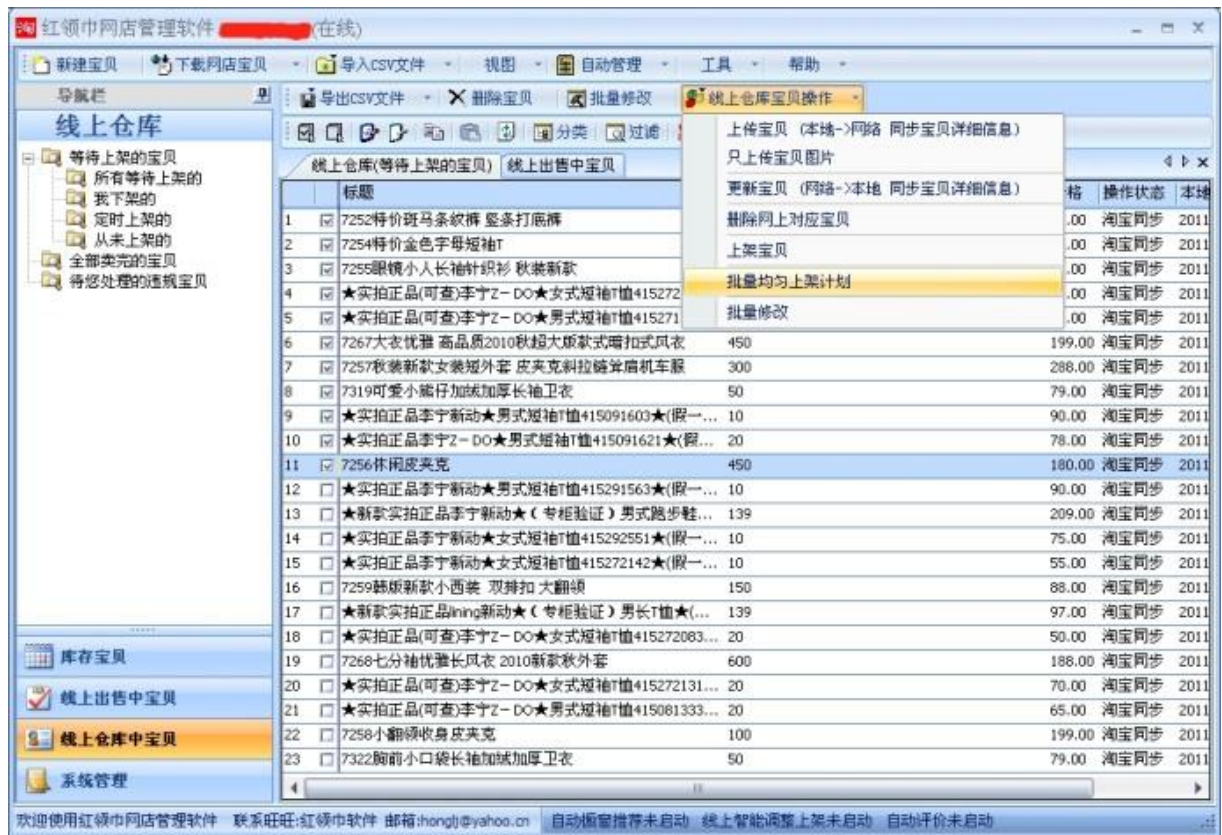 红领巾网店管理软件 (在线)
新建宝贝 下载网店宝贝 导入CSV文件 视图 自动管理 工具 帮助
导航栏 导出CSV文件 删除宝贝 批量修改 线上仓库宝贝操作
线上仓库 分类 过滤
等待上架的宝贝
所有等待上架的
我下架的
定时上架的
从未上架的
全部卖完的宝贝
待您处理的违规宝贝
上传宝贝 (本地->网络 同步宝贝详细信息)
只上传宝贝图片
更新宝贝 (网络->本地 同步宝贝详细信息)
删除网上对应宝贝
上架宝贝
批量均匀上架计划
批量修改
线上仓库(等待上架的宝贝) 线上出售中宝贝
标题 格 操作状态 本地
1 7252特价斑马条纹裤 竖条打底裤 .00 淘宝同步 2011
2 7254特价金色字母短袖T .00 淘宝同步 2011
3 7255眼镜小人长袖针织衫 秋装新款 .00 淘宝同步 2011
4 ★实拍正品(可查)李宁Z-DO★女式短袖T恤415272 .00 淘宝同步 2011
5 ★实拍正品(可查)李宁Z-DO★男式短袖T恤415271 .00 淘宝同步 2011
6 7267大衣优雅 高品质2010秋超大版款式暗扣式风衣 450 199.00 淘宝同步 2011
7 7257秋装新款女装短外套 皮夹克斜拉链耸肩机车服 300 288.00 淘宝同步 2011
8 7319可爱小熊仔加绒加厚长袖卫衣 50 79.00 淘宝同步 2011
9 ★实拍正品李宁新动★男式短袖T恤415091603★(假一... 10 90.00 淘宝同步 2011
10 ★实拍正品李宁Z-DO★男式短袖T恤415091621★(假... 20 78.00 淘宝同步 2011
11 7256休闲皮夹克 450 180.00 淘宝同步 2011
12 ★实拍正品李宁新动★男式短袖T恤415291563★(假一... 10 90.00 淘宝同步 2011
13 ★新款实拍正品李宁新动★(专柜验证)男式跑步鞋... 139 209.00 淘宝同步 2011
14 ★实拍正品李宁新动★女式短袖T恤415292551★(假一... 10 75.00 淘宝同步 2011
15 ★实拍正品李宁新动★女式短袖T恤415272142★(假一... 10 55.00 淘宝同步 2011
16 7259韩版新款小西装 双排扣 大翻领 150 88.00 淘宝同步 2011
17 ★新款实拍正品lining新动★(专柜验证)男长T恤★(... 139 97.00 淘宝同步 2011
18 ★实拍正品(可查)李宁Z-DO★女式短袖T恤415272083... 20 50.00 淘宝同步 2011
19 7268七分袖优雅长风衣 2010新款秋外套 600 188.00 淘宝同步 2011
20 ★实拍正品(可查)李宁Z-DO★女式短袖T恤415272131... 20 70.00 淘宝同步 2011
21 ★实拍正品(可查)李宁Z-DO★男式短袖T恤415081333... 20 65.00 淘宝同步 2011
22 7258小翻领收身皮夹克 100 199.00 淘宝同步 2011
23 7322胸前小口袋长袖加绒加厚卫衣 50 79.00 淘宝同步 2011
库存宝贝
线上出售中宝贝
线上仓库中宝贝
系统管理
欢迎使用红领巾网店管理软件 联系旺旺:红领巾软件 邮箱:honglj@yahoo.cn 自动橱窗推荐未启动 线上智能调整上架未启动 自动评价未启动